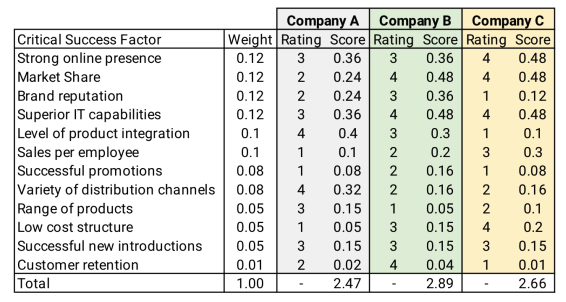 Company A Company B Company C
Critical Success Factor Weight Rating Score Rating Score Rating Score
Strong online presence 0.12 3 0.36 3 0.36 4 0.48
Market Share 0.12 2 0.24 4 0.48 4 0.48
Brand reputation 0.12 2 0.24 3 0.36 1 0.12
Superior IT capabilities 0.12 3 0.36 4 0.48 4 0.48
Level of product integration 0.1 4 0.4 3 0.3 1 0.1
Sales per employee 0.1 1 0.1 2 0.2 3 0.3
Successful promotions 0.08 1 0.08 2 0.16 1 0.08
Variety of distribution channels 0.08 4 0.32 2 0.16 2 0.16
Range of products 0.05 3 0.15 1 0.05 2 0.1
Low cost structure 0.05 1 0.05 3 0.15 4 0.2
Successful new introductions 0.05 3 0.15 3 0.15 3 0.15
Customer retention 0.01 2 0.02 4 0.04 1 0.01
Total 1.00 - 2.47 - 2.89 - 2.66